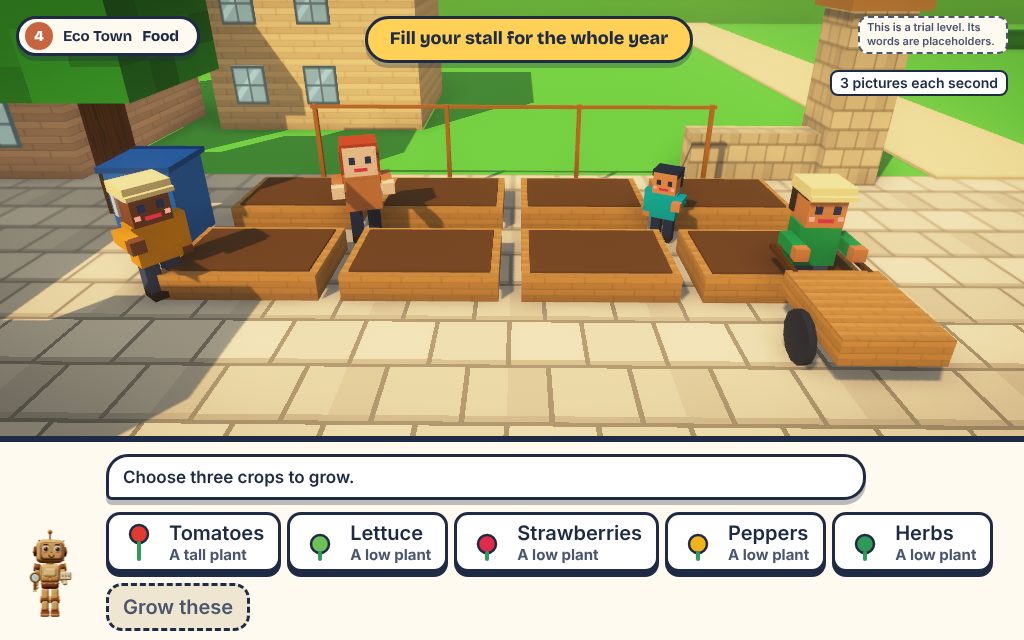 4 Eco Town Food
Fill your stall for the whole year
This is a trial level. Its
words are placeholders.
3 pictures each second
Choose three crops to grow.
Tomatoes
A tall plant
Lettuce
A low plant
Strawberries
A low plant
Peppers
A low plant
Herbs
A low plant
Grow these